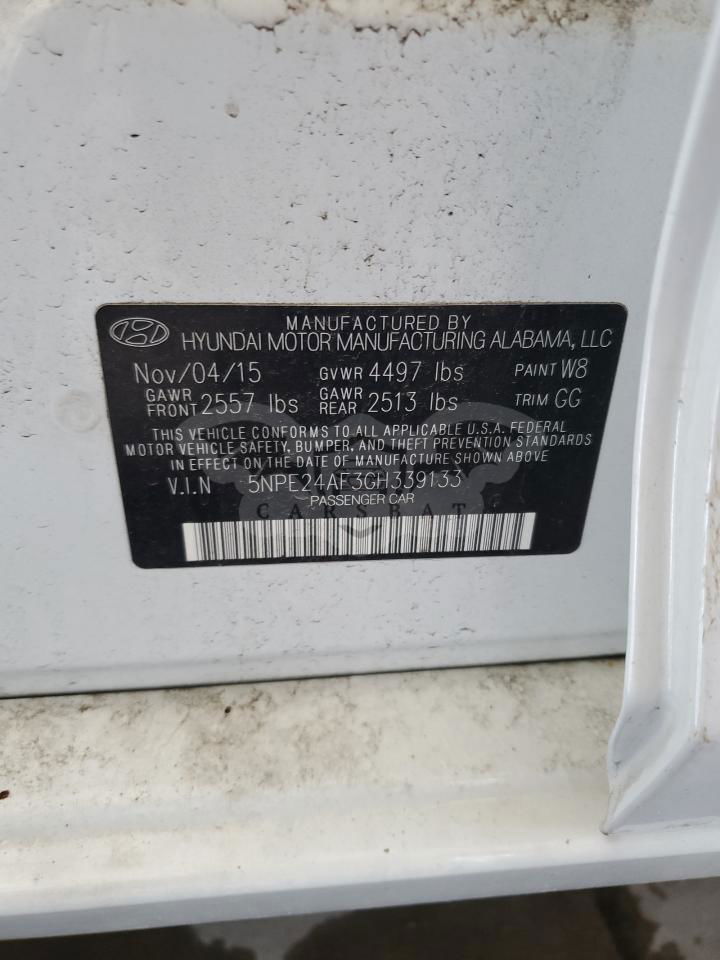 MANUFACTURED BY
HYUNDAI MOTOR MANUFACTURING ALABAMA, LLC
Nov/04/15 GVWR 4497 lbs PAINT W8
GAWR FRONT 2557 lbs GAWR REAR 2513 lbs TRIM GG
THIS VEHICLE CONFORMS TO ALL APPLICABLE U.S.A. FEDERAL
MOTOR VEHICLE SAFETY, BUMPER, AND THEFT PREVENTION STANDARDS
IN EFFECT ON THE DATE OF MANUFACTURE SHOWN ABOVE.
V.I.N 5NPE24AF3GH339133
PASSENGER CAR
CARSBAT